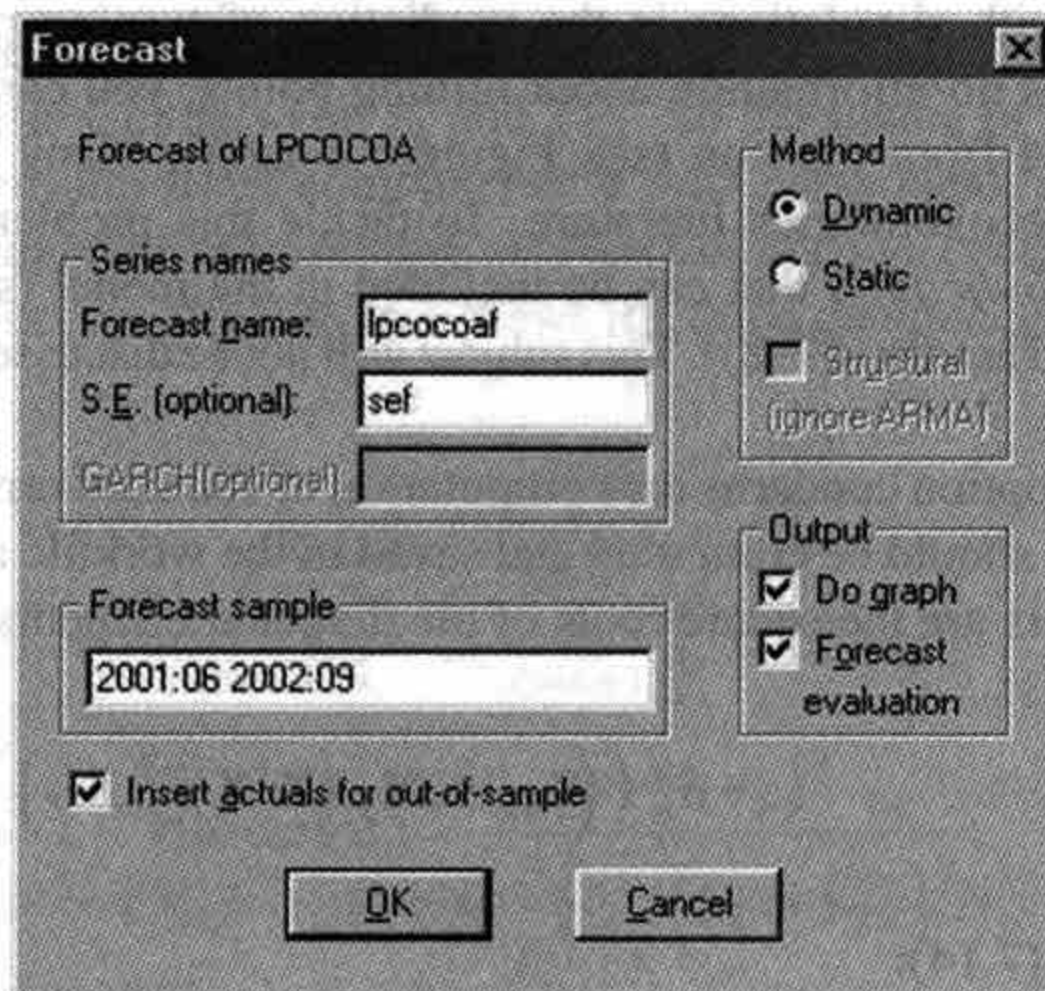 Forecast
Forecast of LPCOCOA
Series names
Forecast name: lpcocoaf
S.E. (optional): sef
GARCH(optional)
Forecast sample
2001:06 2002:09
Insert actuals for out-of-sample
Method
Dynamic
Static
Structural
(ignore ARMA)
Output
Do graph
Forecast
evaluation
OK
Cancel